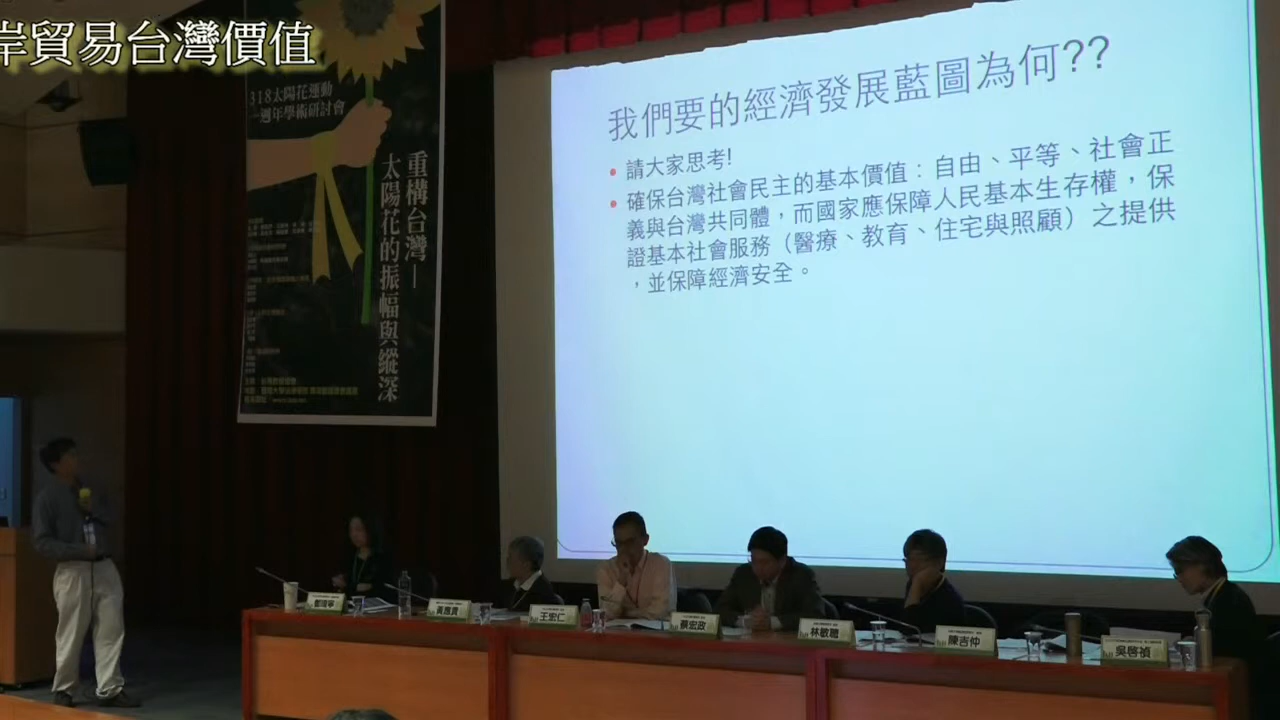 岸貿易台灣價值
318太陽花運動
一週年學術研討會
重構台灣—
太陽花的振幅與縱深
我們要的經濟發展藍圖為何??
請大家思考!
確保台灣社會民主的基本價值：自由、平等、社會正
義與台灣共同體，而國家應保障人民基本生存權，保
證基本社會服務（醫療、教育、住宅與照顧）之提供
，並保障經濟安全。
黃應貴
王宏仁
蔡宏政
林敏聰
陳吉仲
吳啓禎